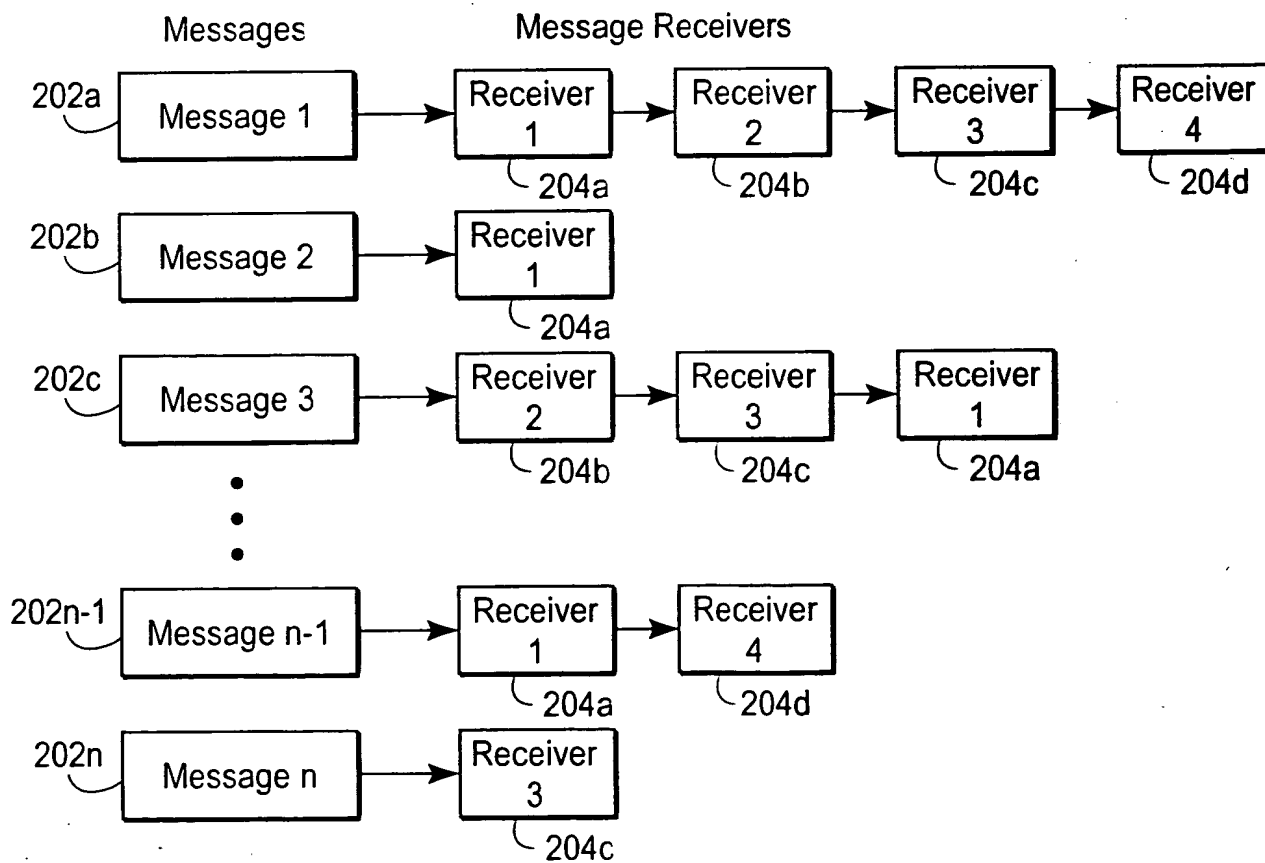 Messages
Message Receivers
202a
Message 1
Receiver
1
204a
Receiver
2
204b
Receiver
3
204c
Receiver
4
204d
202b
Message 2
Receiver
1
204a
202c
Message 3
Receiver
2
204b
Receiver
3
204c
Receiver
1
204a
202n-1
Message n-1
Receiver
1
204a
Receiver
4
204d
202n
Message n
Receiver
3
204c